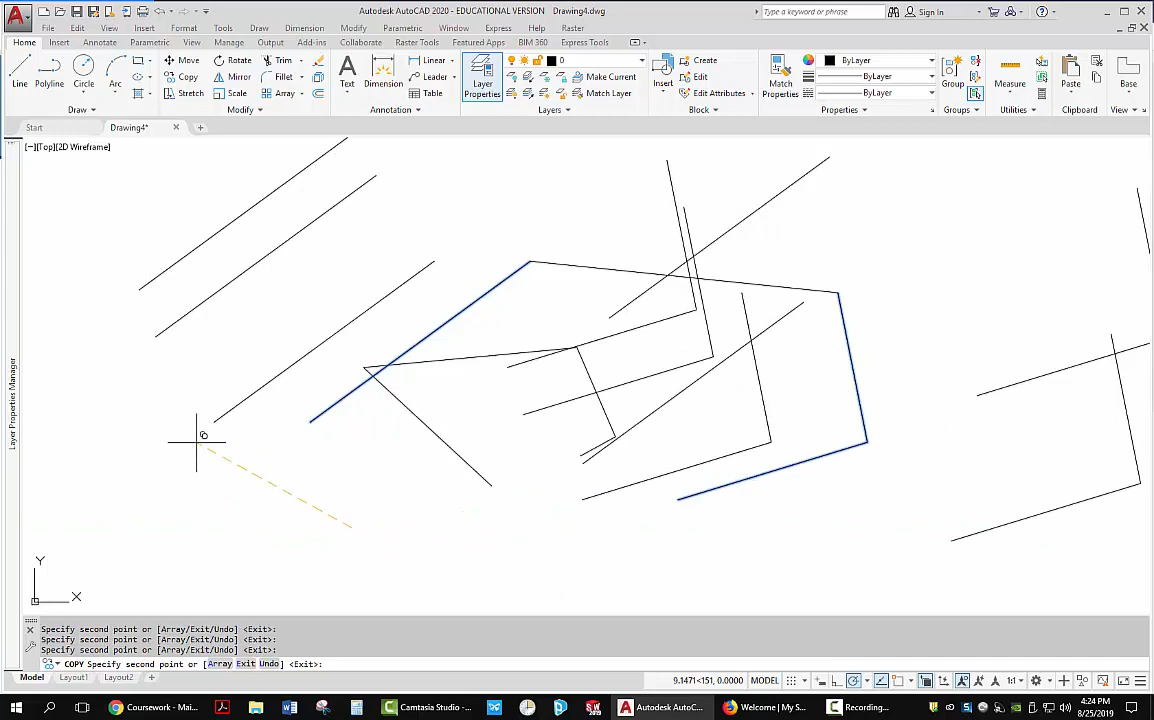 Autodesk AutoCAD 2020 - EDUCATIONAL VERSION Drawing4.dwg
Type a keyword or phrase
Sign In
File Edit View Insert Format Tools Draw Dimension Modify Parametric Window Express Help Raster
Home Insert Annotate Parametric View Manage Output Add-ins Collaborate Raster Tools Featured Apps BIM 360 Express Tools
Line Polyline Circle Arc
Move Rotate Trim
Copy Mirror Fillet
Stretch Scale Array
Text Dimension
Linear
Leader
Table
Layer Properties
0
Make Current
Match Layer
Insert
Create
Edit
Edit Attributes
Match Properties
ByLayer
ByLayer
ByLayer
Group Measure Paste Base
Draw Modify Annotation Layers Block Properties Groups Utilities Clipboard View
Start Drawing4*
[−][Top][2D Wireframe]
Layer Properties Manager
Y
X
Specify second point or [Array/Exit/Undo] <Exit>:
Specify second point or [Array/Exit/Undo] <Exit>:
Specify second point or [Array/Exit/Undo] <Exit>:
COPY Specify second point or [Array Exit Undo] <Exit>:
Model Layout1 Layout2
9.1471<151, 0.0000 MODEL
1:1
Coursework - Mai...
Camtasia Studio - ...
Autodesk AutoC...
Welcome | My S...
Recording...
4:24 PM
8/25/2019